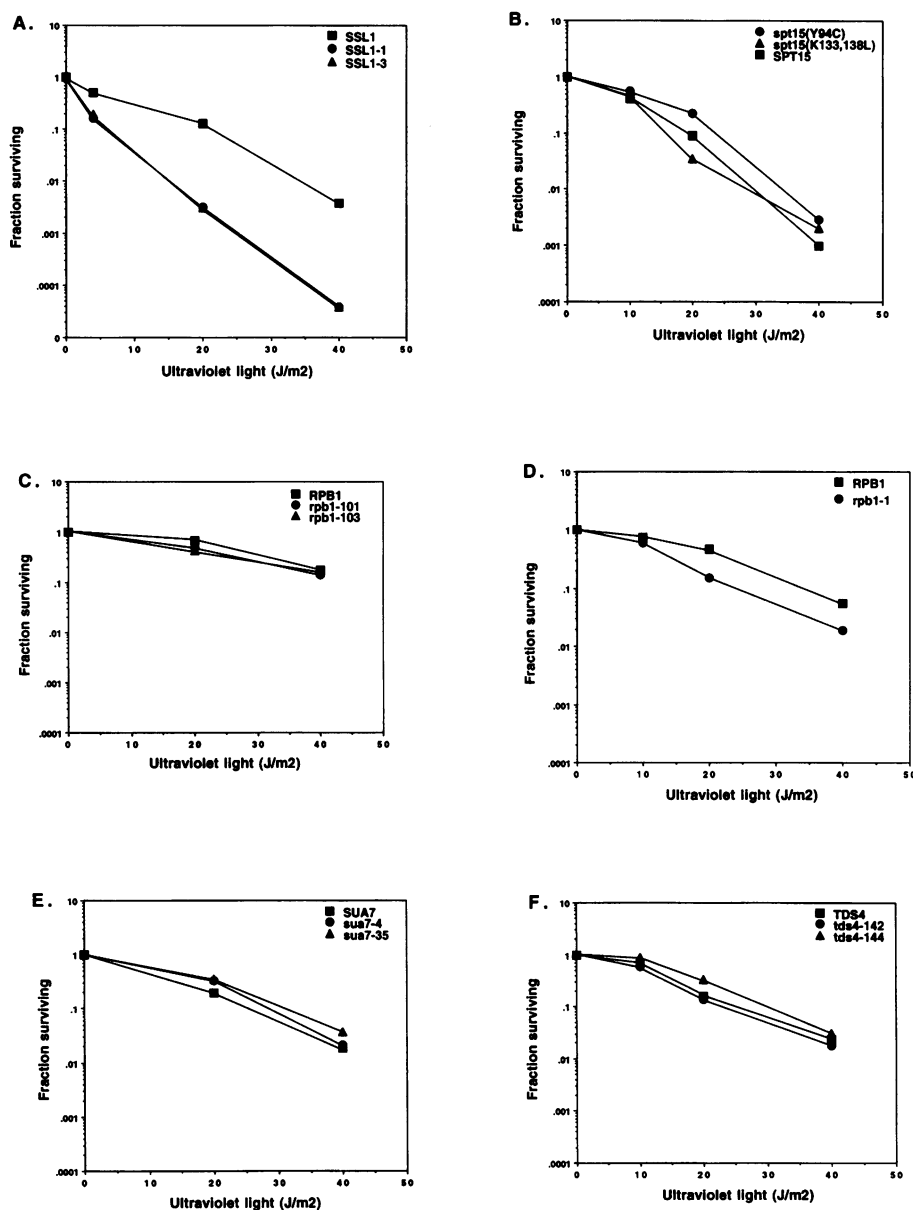 A.
SSL1
SSL1-1
SSL1-3
10
1
.1
.01
.001
.0001
0
Fraction surviving
0 10 20 30 40 50
Ultraviolet light (J/m2)
B.
spt15(Y94C)
spt15(K133,138L)
SPT15
10
1
.1
.01
.001
.0001
Fraction surviving
0 10 20 30 40 50
Ultraviolet light (J/m2)
C.
RPB1
rpb1-101
rpb1-103
10
1
.1
.01
.001
.0001
Fraction surviving
0 10 20 30 40 50
Ultraviolet light (J/m2)
D.
RPB1
rpb1-1
10
1
.1
.01
.001
.0001
Fraction surviving
0 10 20 30 40 50
Ultraviolet light (J/m2)
E.
SUA7
sua7-4
sua7-35
10
1
.1
.01
.001
.0001
Fraction surviving
0 10 20 30 40 50
Ultraviolet light (J/m2)
F.
TDS4
tds4-142
tds4-144
10
1
.1
.01
.001
.0001
Fraction surviving
0 10 20 30 40 50
Ultraviolet light (J/m2)